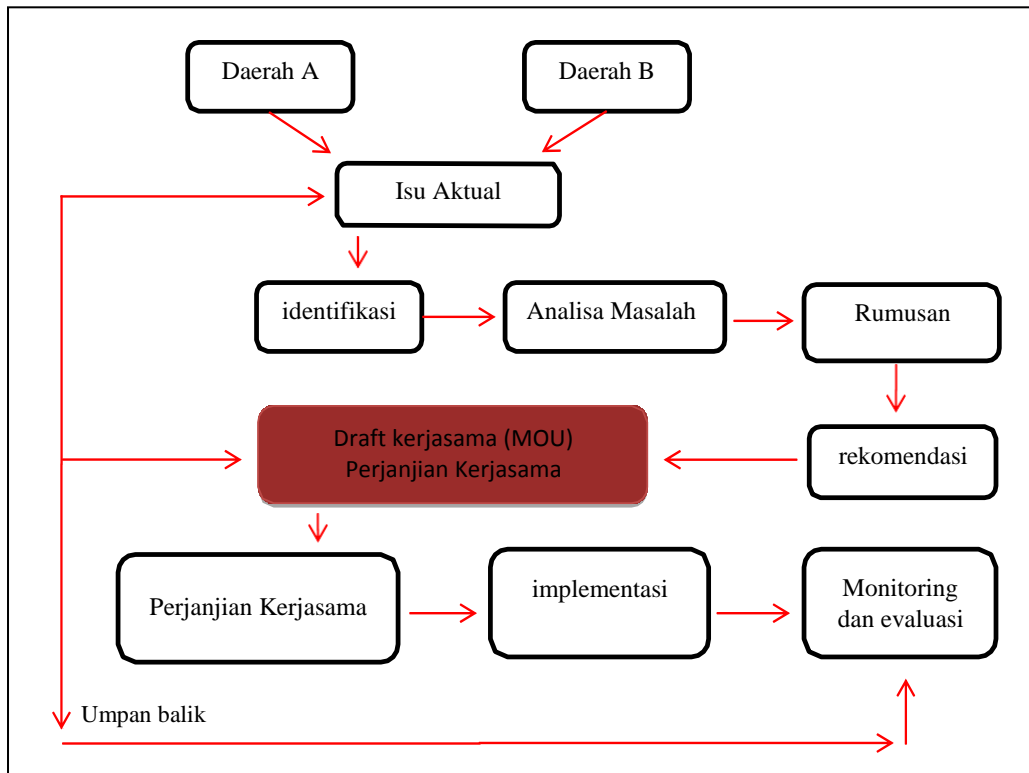 Daerah A
Daerah B
Isu Aktual
identifikasi
Analisa Masalah
Rumusan
Draft kerjasama (MOU)
Perjanjian Kerjasama
rekomendasi
Perjanjian Kerjasama
implementasi
Monitoring
dan evaluasi
Umpan balik